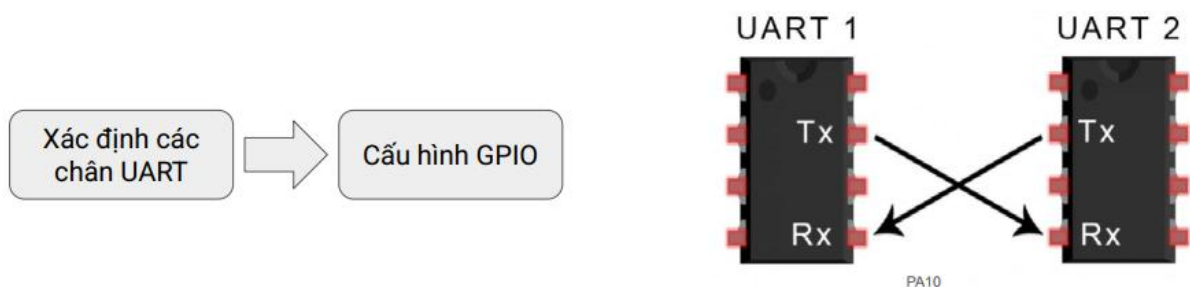 Xác định các
chân UART
Cấu hình GPIO
UART 1
UART 2
Tx
Tx
Rx
Rx
PA10